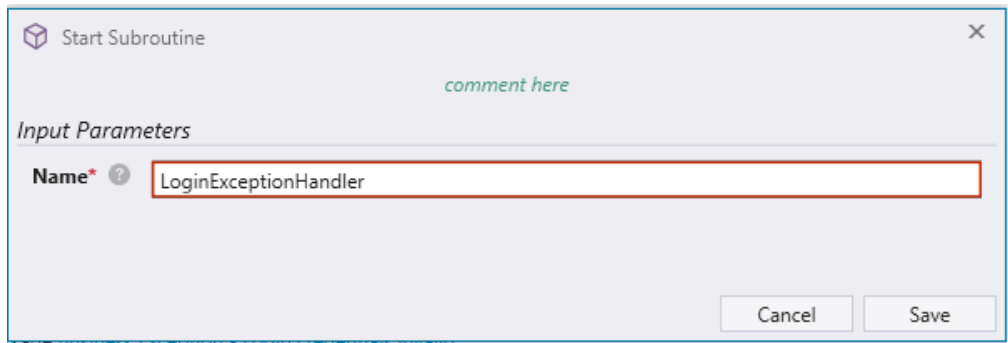 Start Subroutine
comment here
Input Parameters
Name* ?
LoginExceptionHandler
Cancel
Save